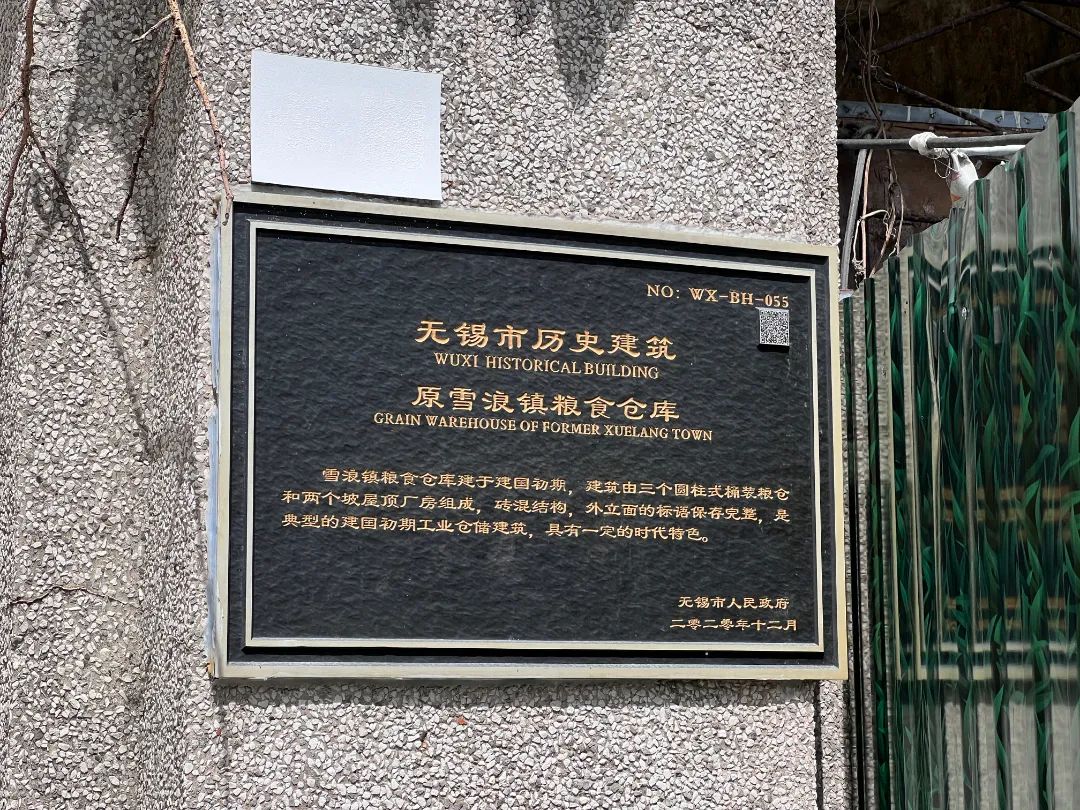 NO: WX-BH-055
无锡市历史建筑
WUXI HISTORICAL BUILDING
原雪浪镇粮食仓库
GRAIN WAREHOUSE OF FORMER XUELANG TOWN
雪浪镇粮食仓库建于建国初期，建筑由三个圆柱式桶装粮仓
和两个坡屋顶厂房组成，砖混结构，外立面的标语保存完整，是
典型的建国初期工业仓储建筑，具有一定的时代特色。
无锡市人民政府
二零二零年十二月